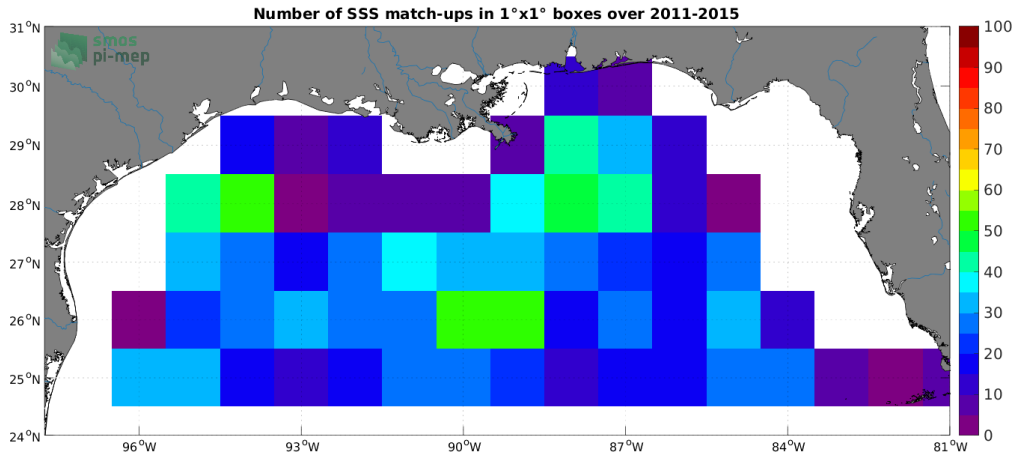 Number of SSS match-ups in 1°x1° boxes over 2011-2015
smos
pi-mep
31°N
30°N
29°N
28°N
27°N
26°N
25°N
24°N
96°W
93°W
90°W
87°W
84°W
81°W
100
90
80
70
60
50
40
30
20
10
0